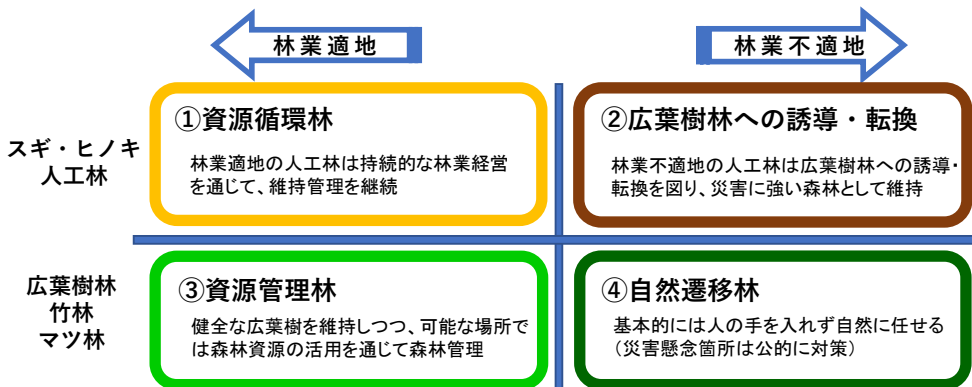 林業適地
林業不適地
スギ・ヒノキ
人工林
①資源循環林
林業適地の人工林は持続的な林業経営
を通じて、維持管理を継続
②広葉樹林への誘導・転換
林業不適地の人工林は広葉樹林への誘導・
転換を図り、災害に強い森林として維持
広葉樹林
竹林
マツ林
③資源管理林
健全な広葉樹を維持しつつ、可能な場所で
は森林資源の活用を通じて森林管理
④自然遷移林
基本的には人の手を入れず自然に任せる
（災害懸念箇所は公的に対策）